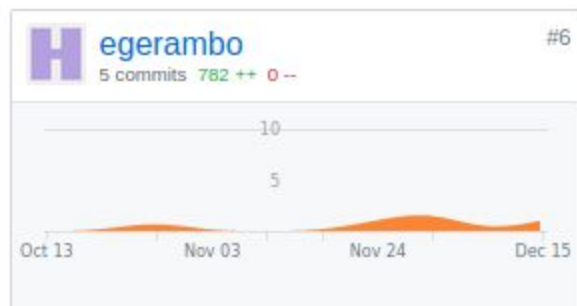 egerambo
#6
5 commits 782 ++ 0 --
10
5
Oct 13 Nov 03 Nov 24 Dec 15